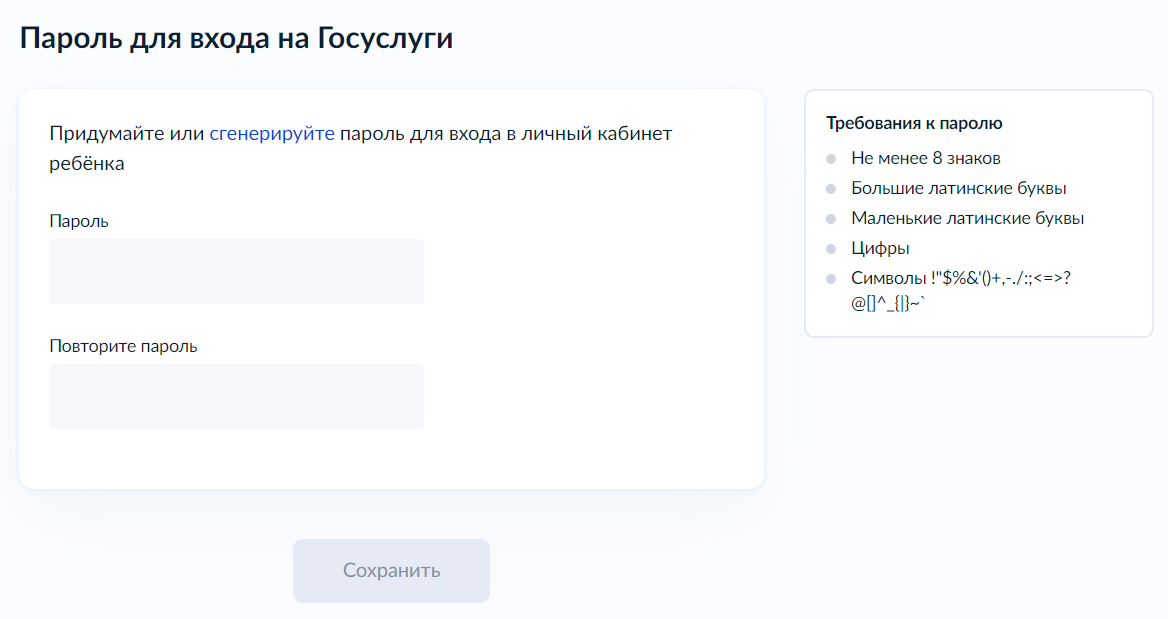 Пароль для входа на Госуслуги
Придумайте или сгенерируйте пароль для входа в личный кабинет
ребёнка
Пароль
Повторите пароль
Сохранить
Требования к паролю
Не менее 8 знаков
Большие латинские буквы
Маленькие латинские буквы
Цифры
Символы !"$%&'()+,-./:;<=>?
@[]^_{|}~`